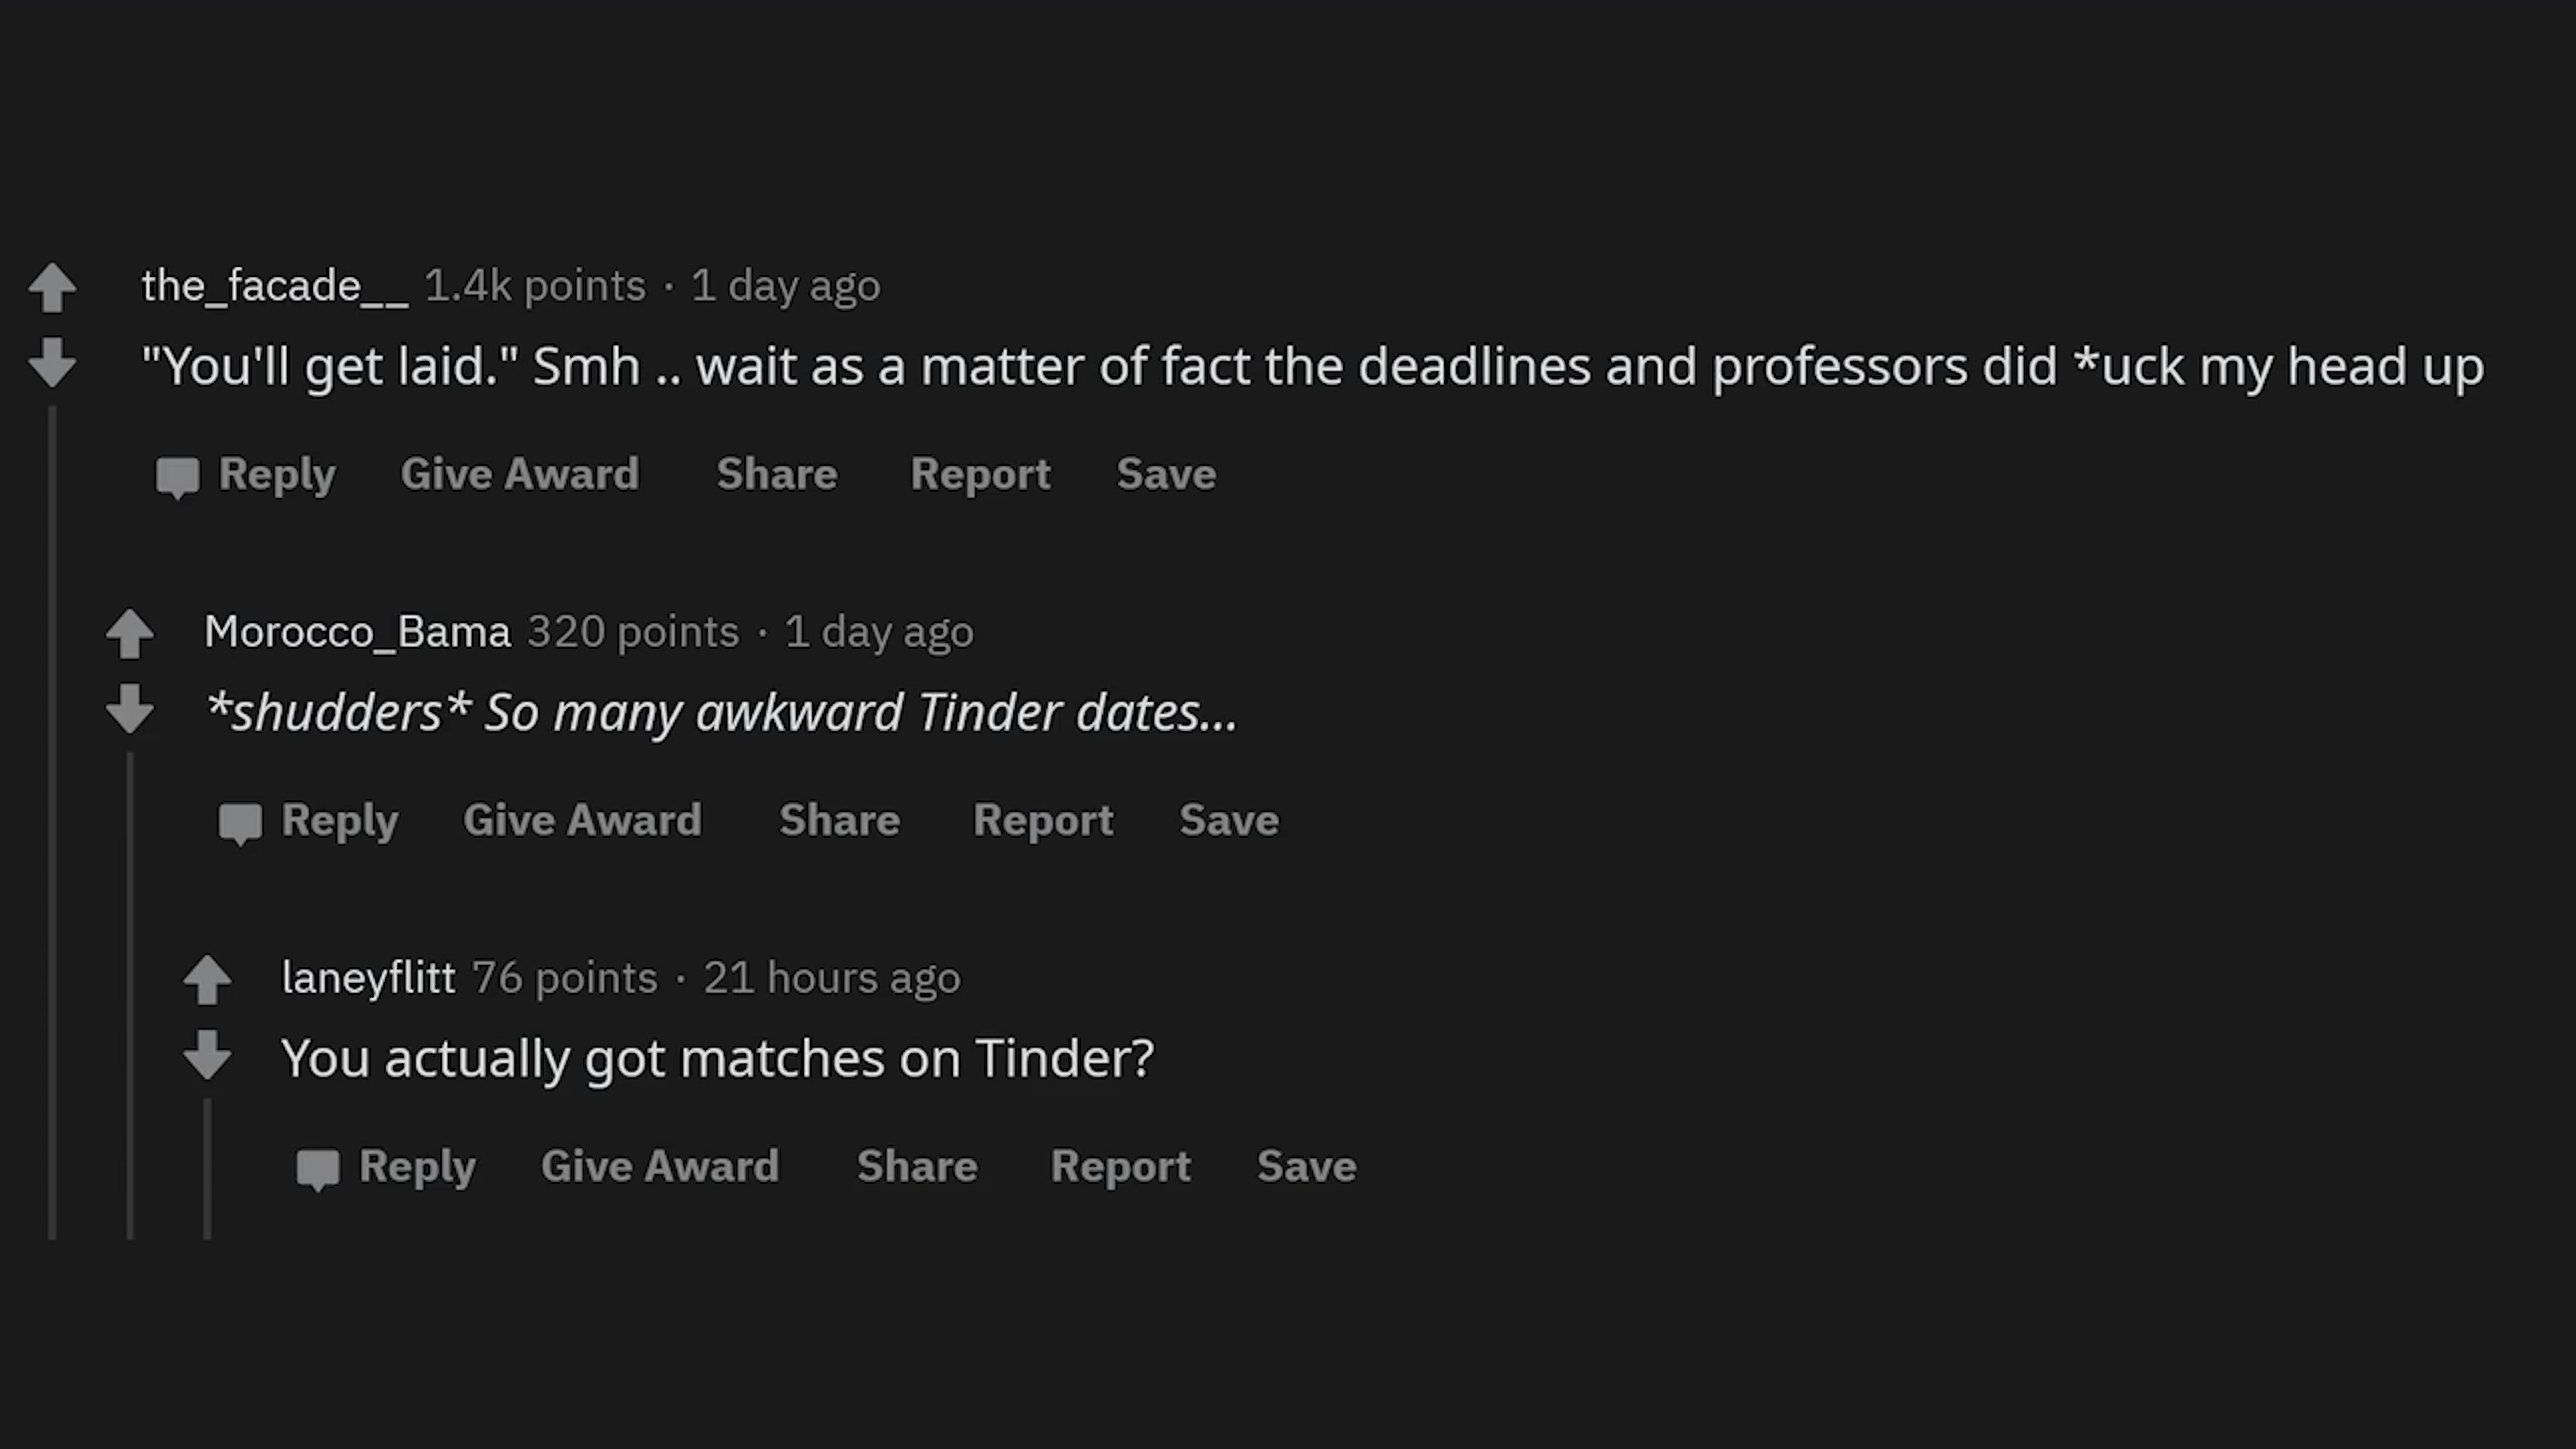 the_facade__ 1.4k points · 1 day ago
"You'll get laid." Smh .. wait as a matter of fact the deadlines and professors did *uck my head up
Reply Give Award Share Report Save
Morocco_Bama 320 points · 1 day ago
*shudders* So many awkward Tinder dates...
Reply Give Award Share Report Save
laneyflitt 76 points · 21 hours ago
You actually got matches on Tinder?
Reply Give Award Share Report Save